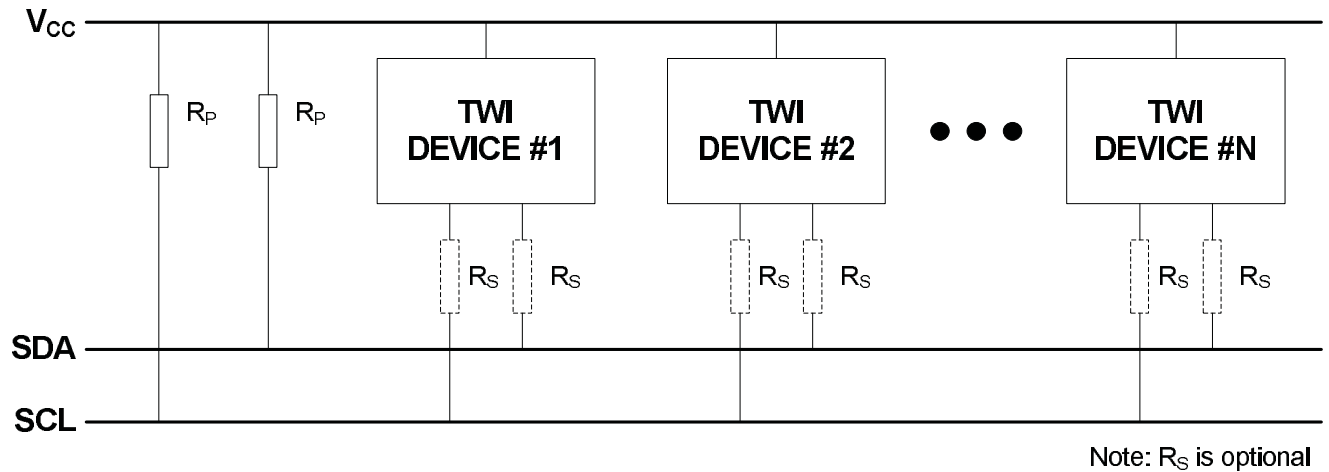 VCC
RP
RP
TWI
DEVICE #1
TWI
DEVICE #2
TWI
DEVICE #N
RS
RS
RS
RS
RS
RS
SDA
SCL
Note: RS is optional